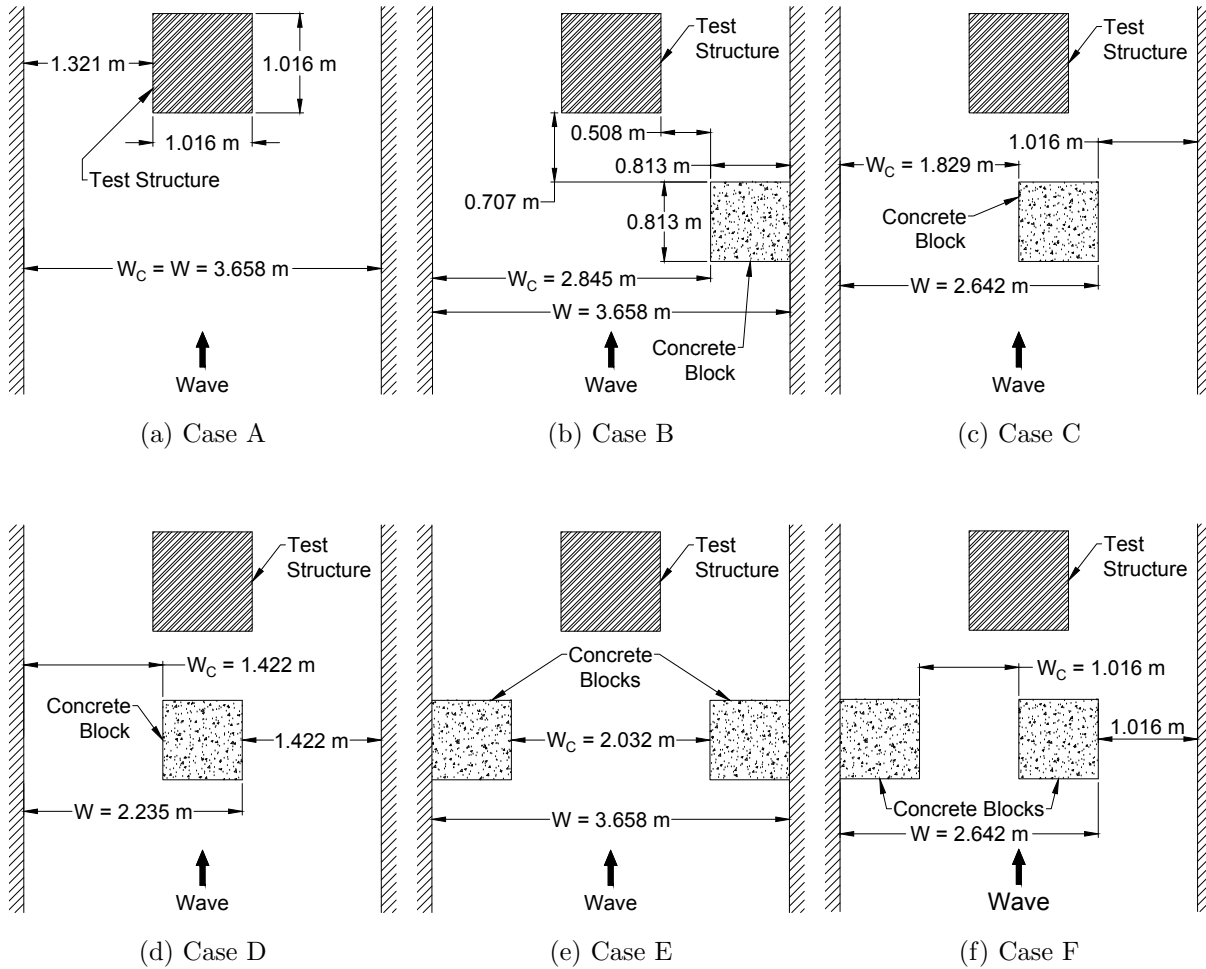 Test
Structure
1.321 m
1.016 m
1.016 m
Test Structure
W_C = W = 3.658 m
Wave
(a) Case A
Test
Structure
0.508 m
0.813 m
0.707 m
0.813 m
W_C = 2.845 m
W = 3.658 m
Concrete
Block
Wave
(b) Case B
Test
Structure
1.016 m
W_C = 1.829 m
Concrete
Block
W = 2.642 m
Wave
(c) Case C
Test
Structure
W_C = 1.422 m
Concrete
Block
1.422 m
W = 2.235 m
Wave
(d) Case D
Test
Structure
Concrete
Blocks
W_C = 2.032 m
W = 3.658 m
Wave
(e) Case E
Test
Structure
W_C = 1.016 m
1.016 m
Concrete Blocks
W = 2.642 m
Wave
(f) Case F